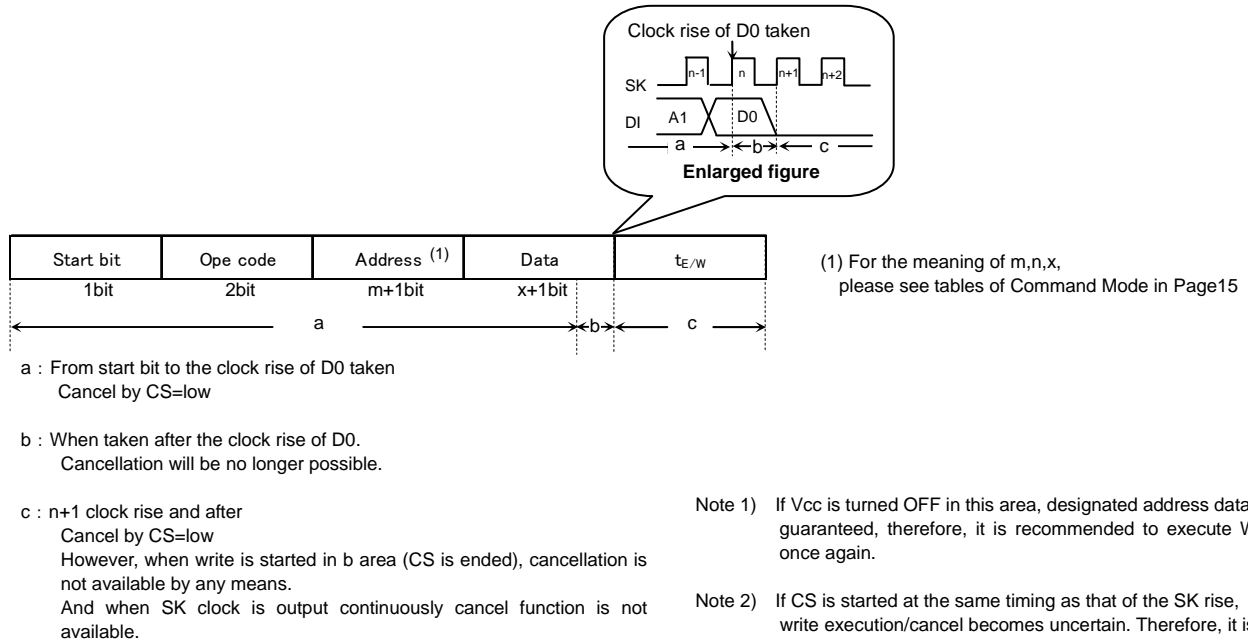 Clock rise of D0 taken
SK n-1 n n+1 n+2
DI A1 D0
a b c
Enlarged figure
Start bit Ope code Address (1) Data tE/W
1bit 2bit m+1bit x+1bit
a b c
(1) For the meaning of m,n,x,
please see tables of Command Mode in Page15
a : From start bit to the clock rise of D0 taken
Cancel by CS=low
b : When taken after the clock rise of D0.
Cancellation will be no longer possible.
c : n+1 clock rise and after
Cancel by CS=low
However, when write is started in b area (CS is ended), cancellation is
not available by any means.
And when SK clock is output continuously cancel function is not
available.
Note 1) If Vcc is turned OFF in this area, designated address data
guaranteed, therefore, it is recommended to execute
once again.
Note 2) If CS is started at the same timing as that of the SK rise,
write execution/cancel becomes uncertain. Therefore, it is